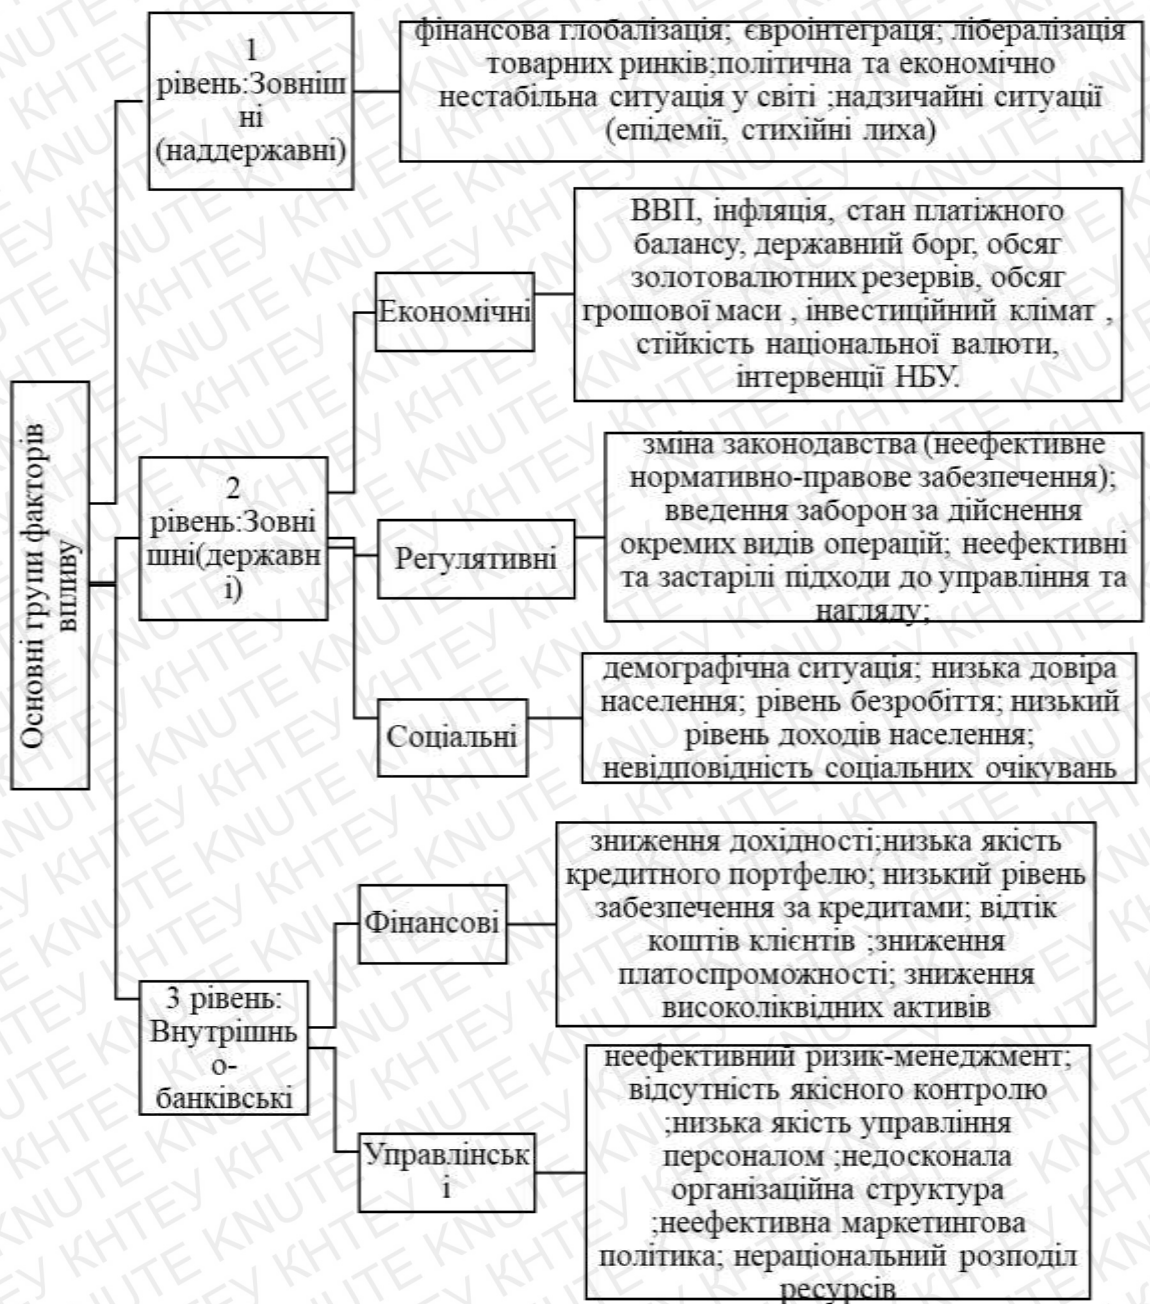 Основні групи факторів
впливу
1
рівень:Зовніш
ні
(наддержавні)
фінансова глобалізація; євроінтеграця; лібералізація
товарних ринків;політична та економічно
нестабільна ситуація у світі ;надзичайні ситуації
(епідемії, стихійні лиха)
2
рівень:Зовні
шні(державн
і)
Економічні
ВВП, інфляція, стан платіжного
балансу, державний борг, обсяг
золотовалютних резервів, обсяг
грошової маси , інвестиційний клімат ,
стійкість національної валюти,
інтервенції НБУ.
Регулятивні
зміна законодавства (неефективне
нормативно-правове забезпечення);
введення заборон за дійснення
окремих видів операцій; неефективні
та застарілі підходи до управління та
нагляду;
Соціальні
демографічна ситуація; низька довіра
населення; рівень безробіття; низький
рівень доходів населення;
невідповідність соціальних очікувань
3 рівень:
Внутрішнь
о-
банківські
Фінансові
зниження дохідності;низька якість
кредитного портфелю; низький рівень
забезпечення за кредитами; відтік
коштів клієнтів ;зниження
платоспроможності; зниження
високоліквідних активів
Управлінськ
і
неефективний ризик-менеджмент;
відсутність якісного контролю
;низька якість управління
персоналом ;недосконала
організаційна структура
;неефективна маркетингова
політика; нераціональний розподіл
ресурсів